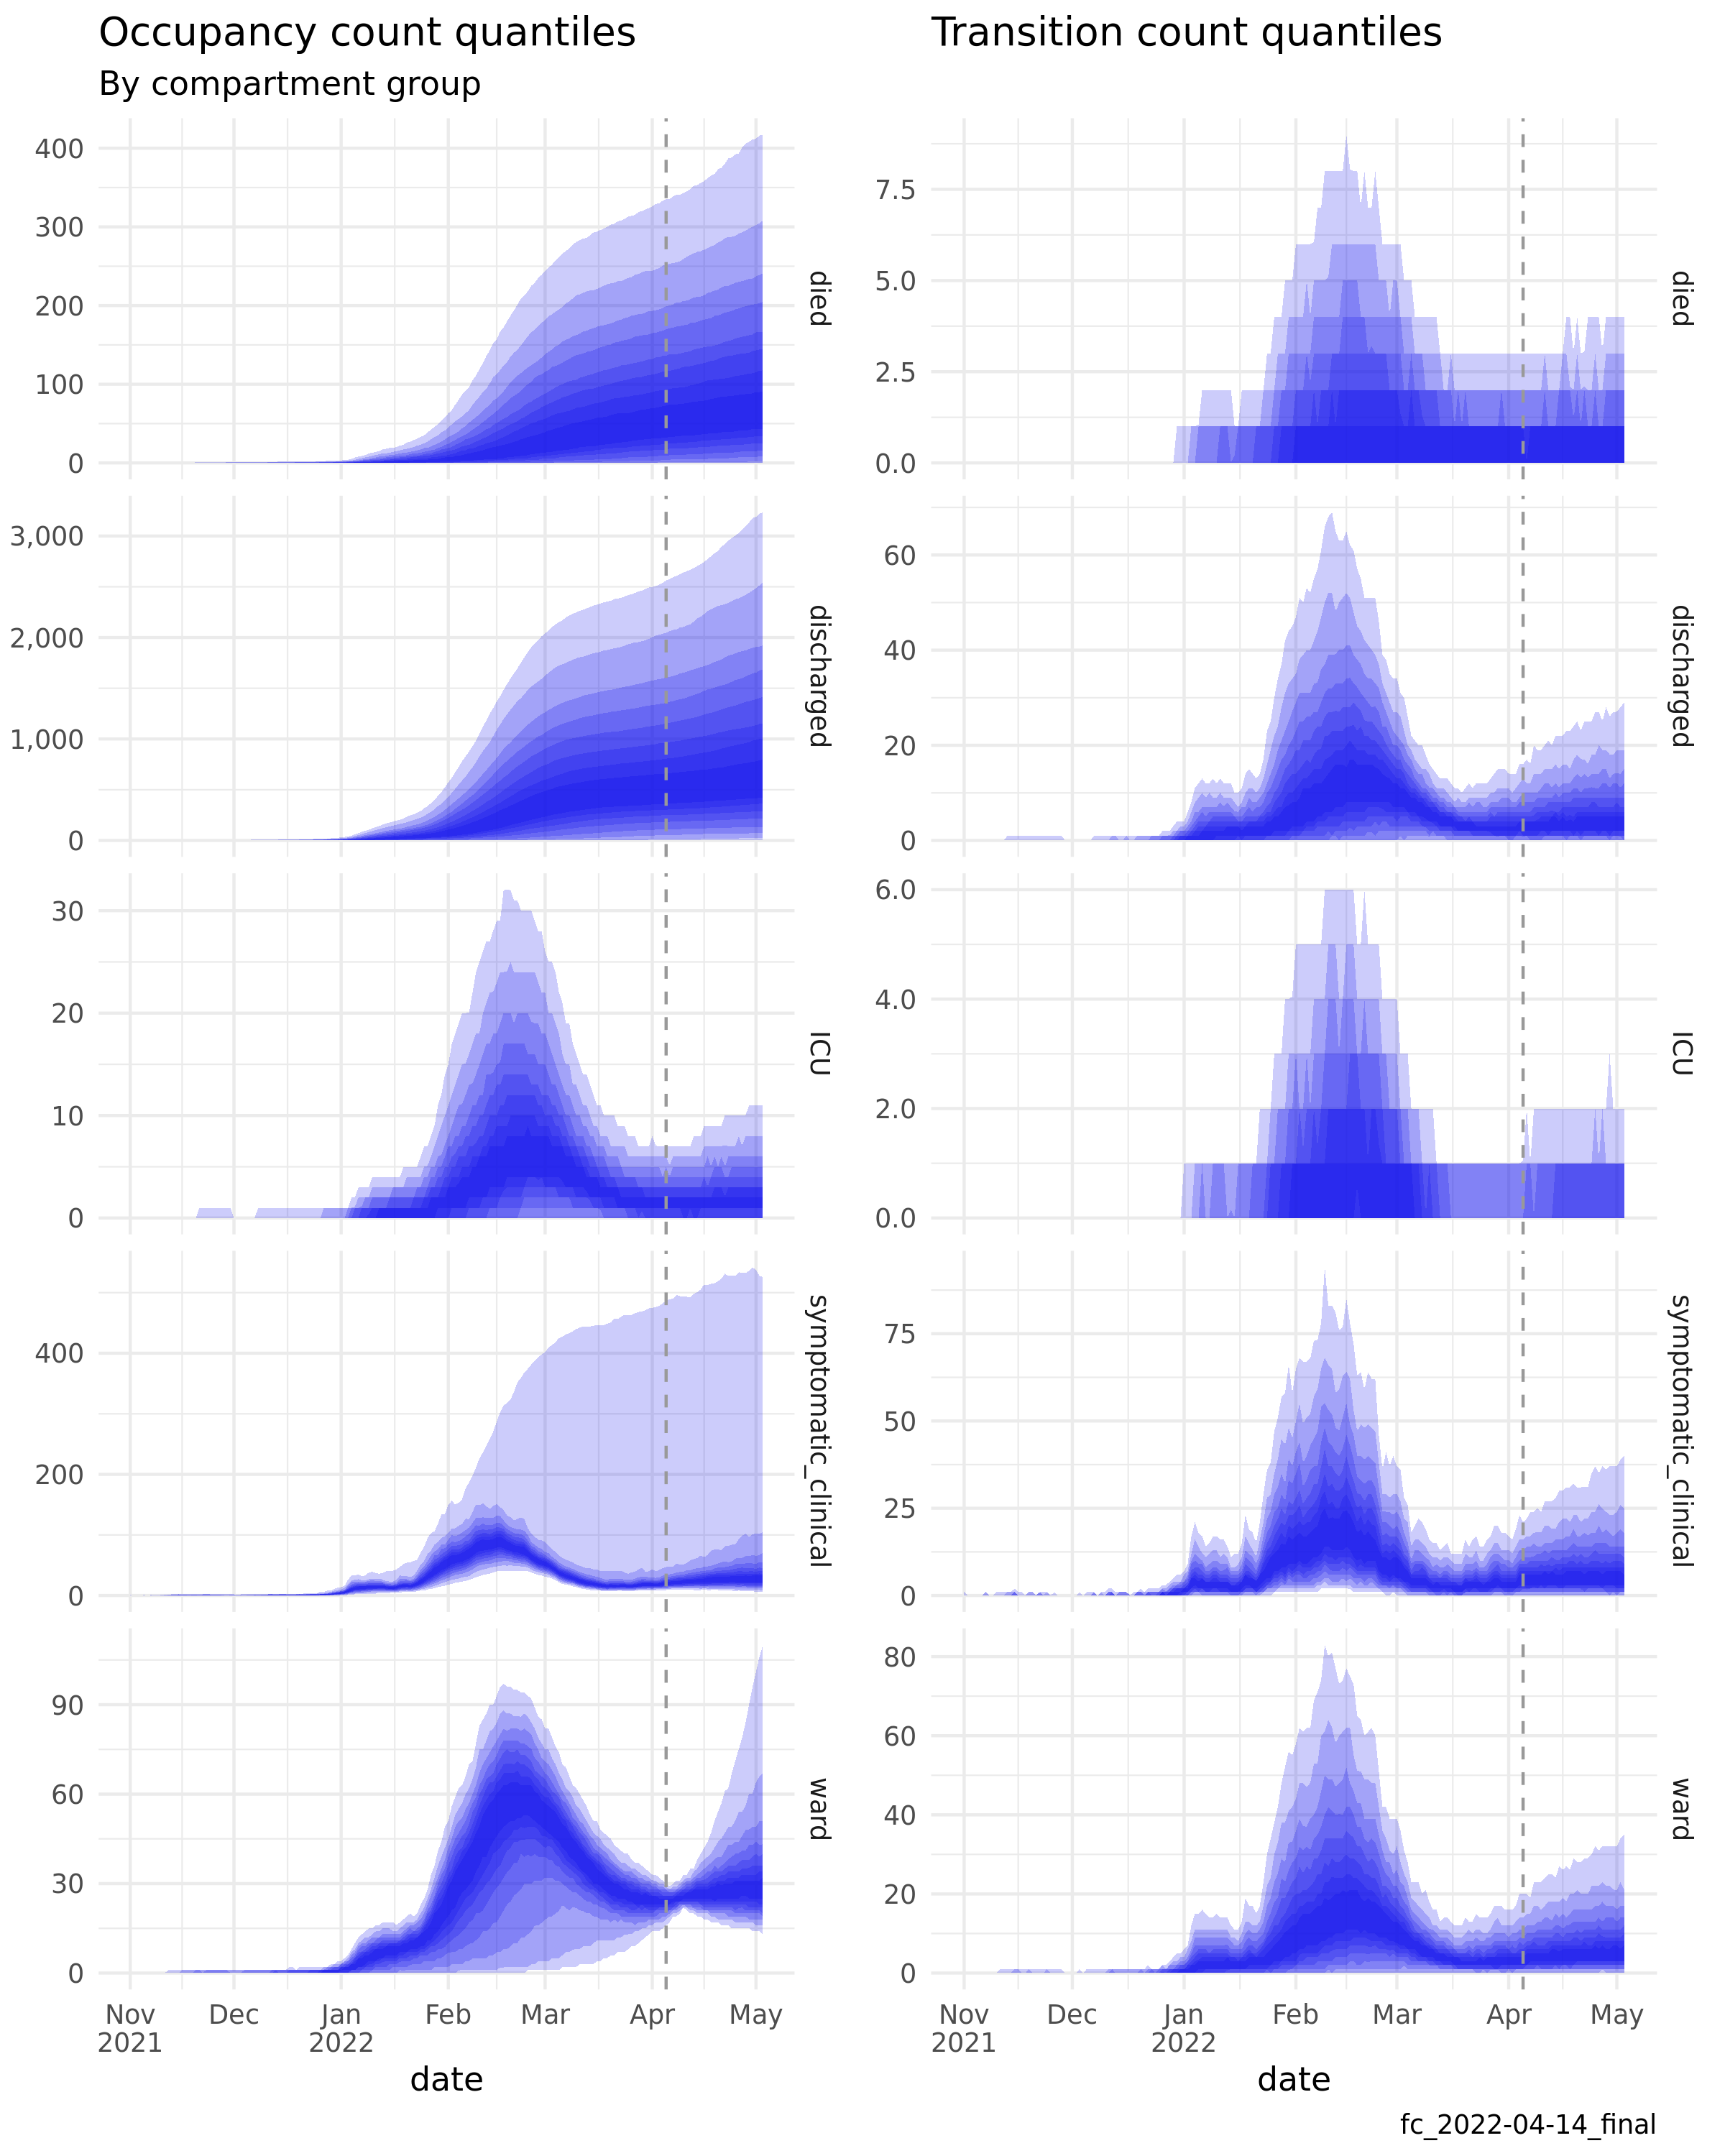 Occupancy count quantiles
By compartment group
400
300
200
100
0
died
3,000
2,000
1,000
0
discharged
30
20
10
0
ICU
400
200
0
symptomatic_clinical
90
60
30
0
ward
Nov Dec Jan Feb Mar Apr May
2021 2022
date
Transition count quantiles
7.5
5.0
2.5
0.0
died
60
40
20
0
discharged
6.0
4.0
2.0
0.0
ICU
75
50
25
0
symptomatic_clinical
80
60
40
20
0
ward
Nov Dec Jan Feb Mar Apr May
2021 2022
date
fc_2022-04-14_final